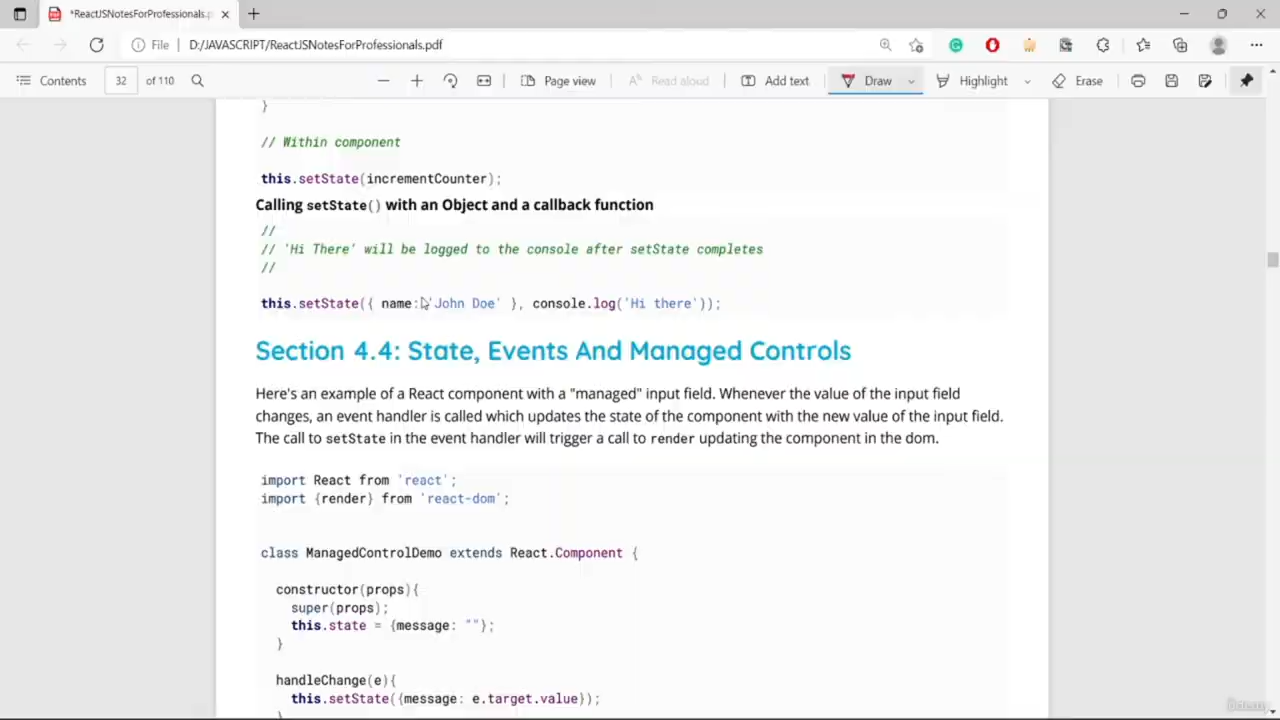 *ReactJSNotesForProfessionals.p
File | D:/JAVASCRIPT/ReactJSNotesForProfessionals.pdf
Contents 32 of 110 Page view Read aloud Add text Draw Highlight Erase
}
// Within component
this.setState(incrementCounter);
Calling setState() with an Object and a callback function
//
// 'Hi There' will be logged to the console after setState completes
//
this.setState({ name: 'John Doe' }, console.log('Hi there'));
Section 4.4: State, Events And Managed Controls
Here's an example of a React component with a "managed" input field. Whenever the value of the input field
changes, an event handler is called which updates the state of the component with the new value of the input field.
The call to setState in the event handler will trigger a call to render updating the component in the dom.
import React from 'react';
import {render} from 'react-dom';
class ManagedControlDemo extends React.Component {
constructor(props){
super(props);
this.state = {message: ""};
}
handleChange(e){
this.setState({message: e.target.value});
Udemy